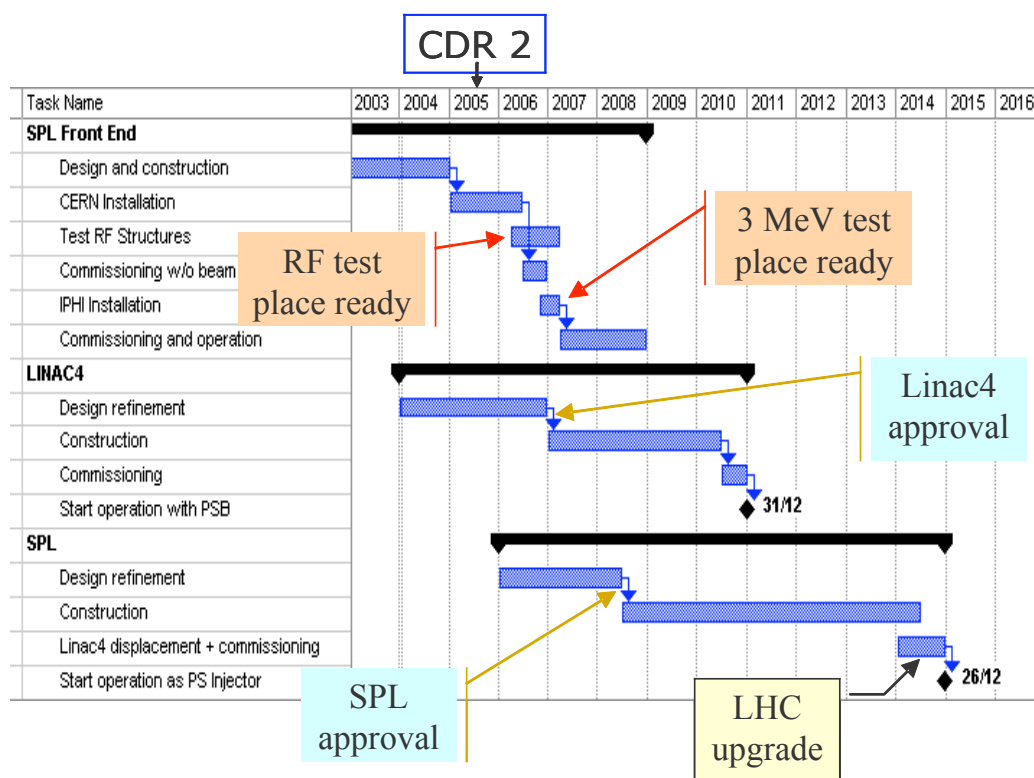 CDR 2
Task Name 2003 2004 2005 2006 2007 2008 2009 2010 2011 2012 2013 2014 2015 2016
SPL Front End
Design and construction
CERN Installation
Test RF Structures
Commissioning w/o beam
IPHI Installation
Commissioning and operation
RF test
place ready
3 MeV test
place ready
LINAC4
Design refinement
Construction
Commissioning
Start operation with PSB
31/12
Linac4
approval
SPL
Design refinement
Construction
Linac4 displacement + commissioning
Start operation as PS Injector
26/12
SPL
approval
LHC
upgrade